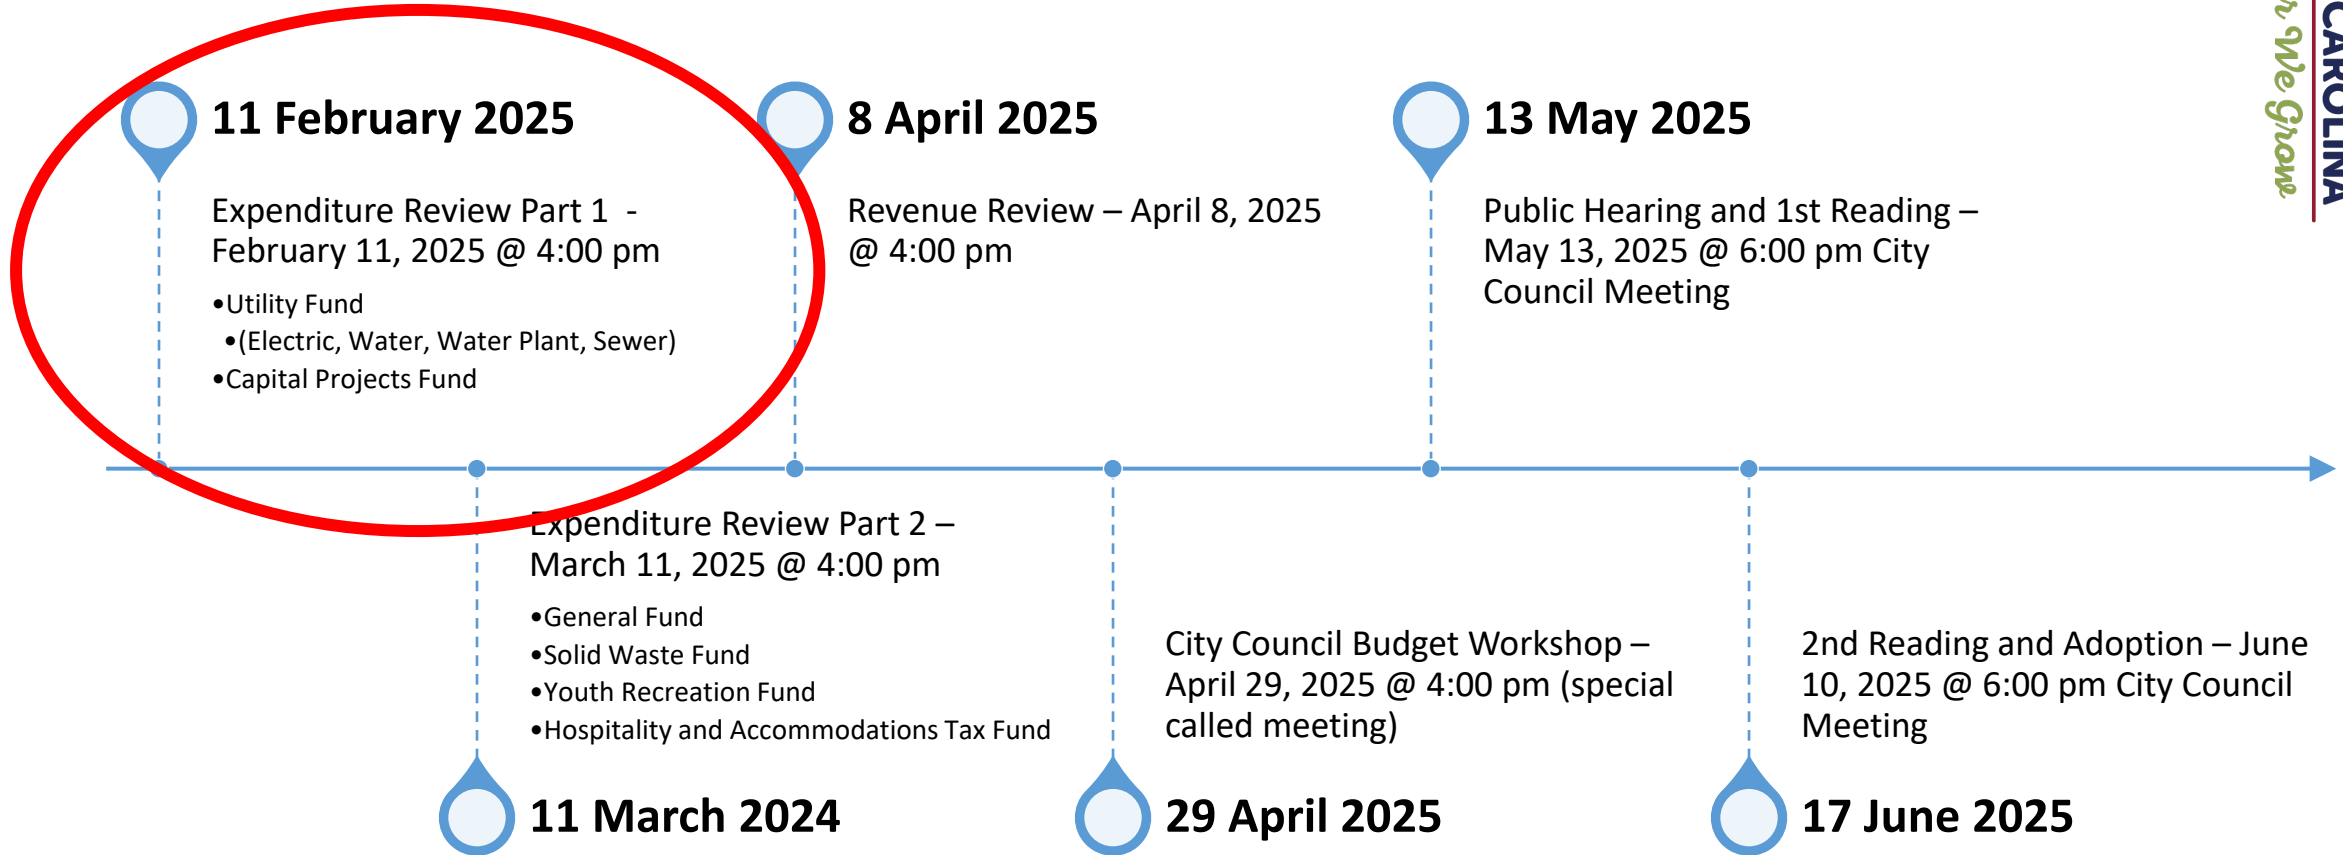 11 February 2025
Expenditure Review Part 1 -
February 11, 2025 @ 4:00 pm
•Utility Fund
•(Electric, Water, Water Plant, Sewer)
•Capital Projects Fund
Expenditure Review Part 2 –
March 11, 2025 @ 4:00 pm
•General Fund
•Solid Waste Fund
•Youth Recreation Fund
•Hospitality and Accommodations Tax Fund
11 March 2024
8 April 2025
Revenue Review – April 8, 2025
@ 4:00 pm
City Council Budget Workshop –
April 29, 2025 @ 4:00 pm (special
called meeting)
29 April 2025
13 May 2025
Public Hearing and 1st Reading –
May 13, 2025 @ 6:00 pm City
Council Meeting
2nd Reading and Adoption – June
10, 2025 @ 6:00 pm City Council
Meeting
17 June 2025
CAROLINA
We Grow